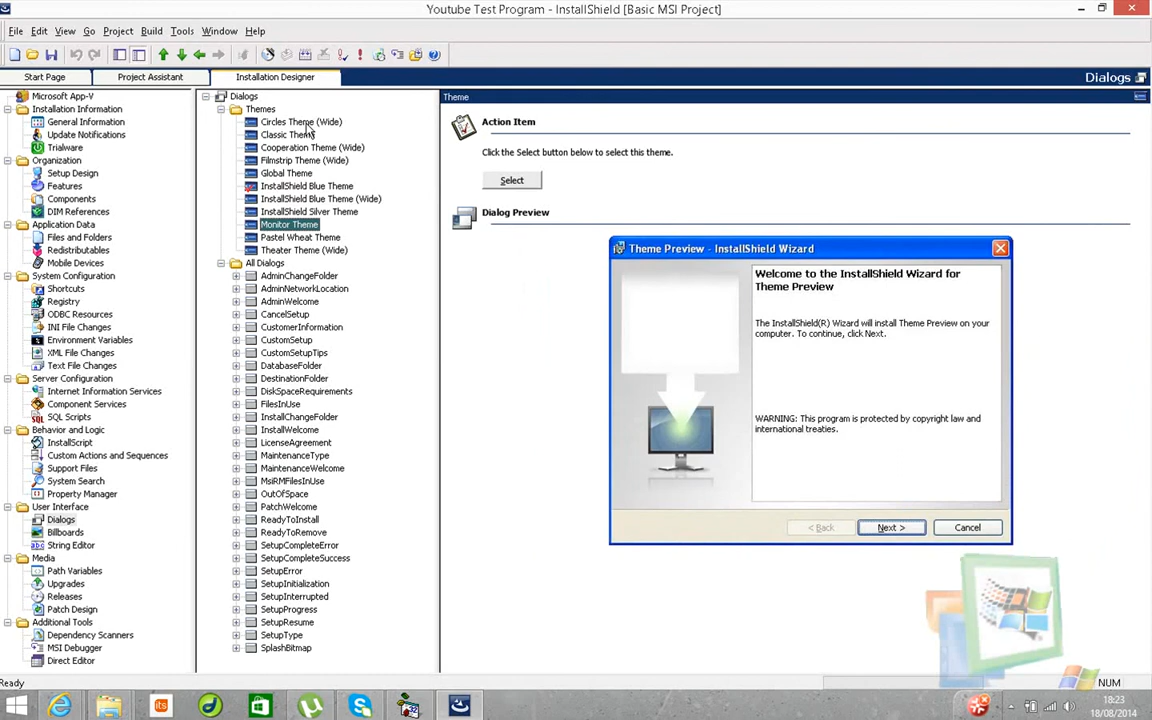 Youtube Test Program - InstallShield [Basic MSI Project]
File Edit View Go Project Build Tools Window Help
Start Page Project Assistant Installation Designer Dialogs
Microsoft App-V
Installation Information
General Information
Update Notifications
Trialware
Organization
Setup Design
Features
Components
DIM References
Application Data
Files and Folders
Redistributables
Mobile Devices
System Configuration
Shortcuts
Registry
ODBC Resources
INI File Changes
Environment Variables
XML File Changes
Text File Changes
Server Configuration
Internet Information Services
Component Services
SQL Scripts
Behavior and Logic
InstallScript
Custom Actions and Sequences
Support Files
System Search
Property Manager
User Interface
Dialogs
Billboards
String Editor
Media
Path Variables
Upgrades
Releases
Patch Design
Additional Tools
Dependency Scanners
MSI Debugger
Direct Editor
Dialogs
Themes
Circles Theme (Wide)
Classic Theme
Cooperation Theme (Wide)
Filmstrip Theme (Wide)
Global Theme
InstallShield Blue Theme
InstallShield Blue Theme (Wide)
InstallShield Silver Theme
Monitor Theme
Pastel Wheat Theme
Theater Theme (Wide)
All Dialogs
AdminChangeFolder
AdminNetworkLocation
AdminWelcome
CancelSetup
CustomerInformation
CustomSetup
CustomSetupTips
DatabaseFolder
DestinationFolder
DiskSpaceRequirements
FilesInUse
InstallChangeFolder
InstallWelcome
LicenseAgreement
MaintenanceType
MaintenanceWelcome
MsiRMFilesInUse
OutOfSpace
PatchWelcome
ReadyToInstall
ReadyToRemove
SetupCompleteError
SetupCompleteSuccess
SetupError
SetupInitialization
SetupInterrupted
SetupProgress
SetupResume
SetupType
SplashBitmap
Theme
Action Item
Click the Select button below to select this theme.
Select
Dialog Preview
Theme Preview - InstallShield Wizard
Welcome to the InstallShield Wizard for
Theme Preview
The InstallShield(R) Wizard will install Theme Preview on your
computer. To continue, click Next.
WARNING: This program is protected by copyright law and
international treaties.
< Back Next > Cancel
Ready NUM
its
18:23
18/08/2014